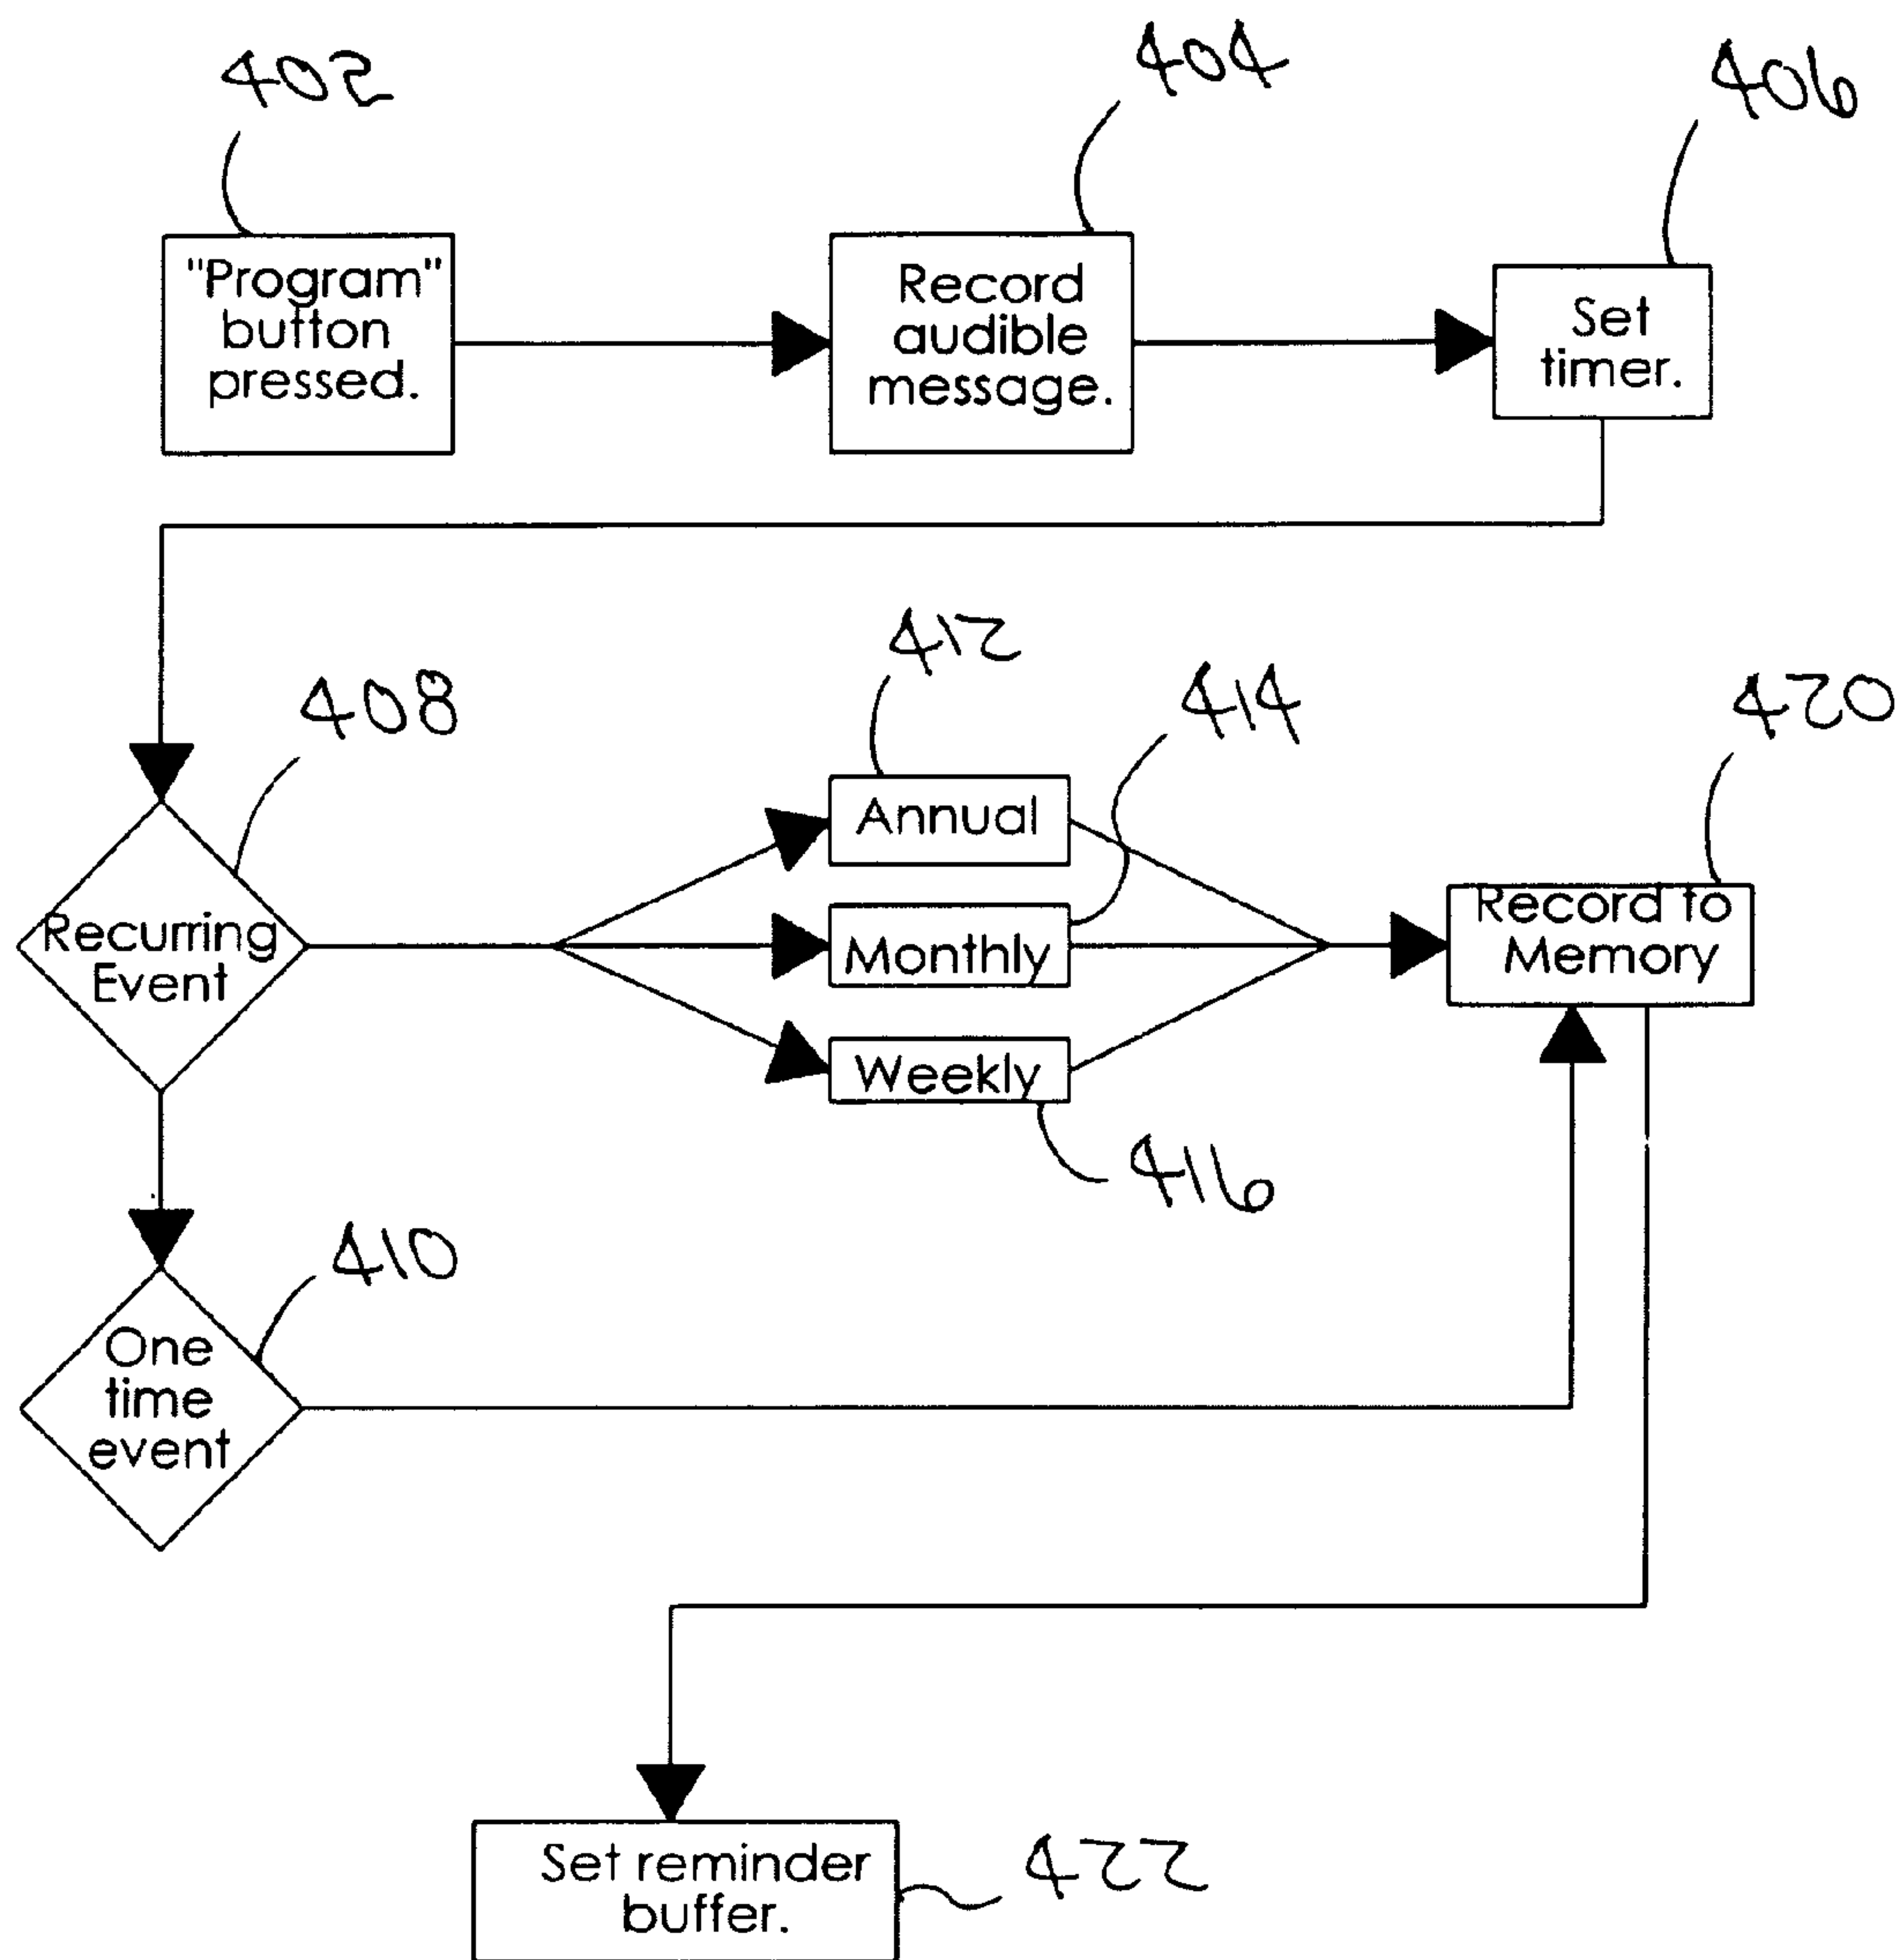 402
404
406
"Program"
button
pressed.
Record
audible
message.
Set
timer.
412
414
408
420
Annual
Recurring
Event
Monthly
Record to
Memory
Weekly
416
410
One
time
event
Set reminder
buffer.
422